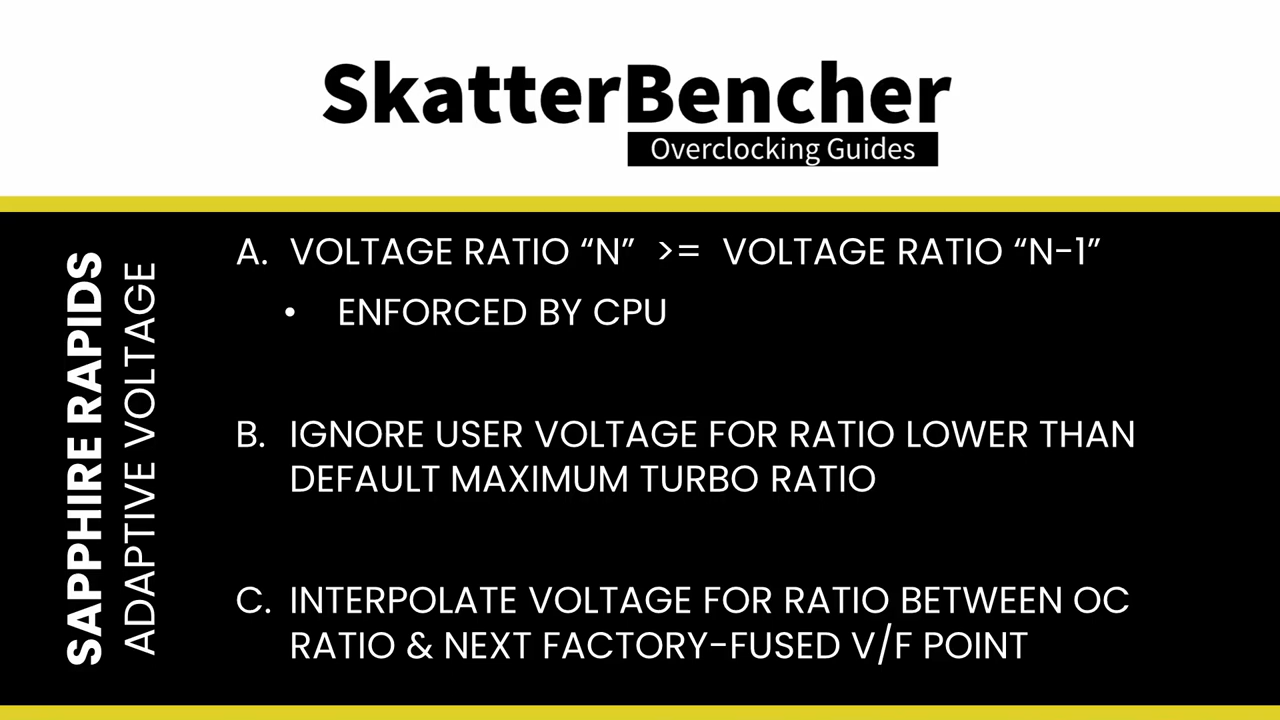 SkatterBencher
Overclocking Guides
SAPPHIRE RAPIDS
ADAPTIVE VOLTAGE
A. VOLTAGE RATIO “N” >= VOLTAGE RATIO “N-1”
• ENFORCED BY CPU
B. IGNORE USER VOLTAGE FOR RATIO LOWER THAN
DEFAULT MAXIMUM TURBO RATIO
C. INTERPOLATE VOLTAGE FOR RATIO BETWEEN OC
RATIO & NEXT FACTORY-FUSED V/F POINT